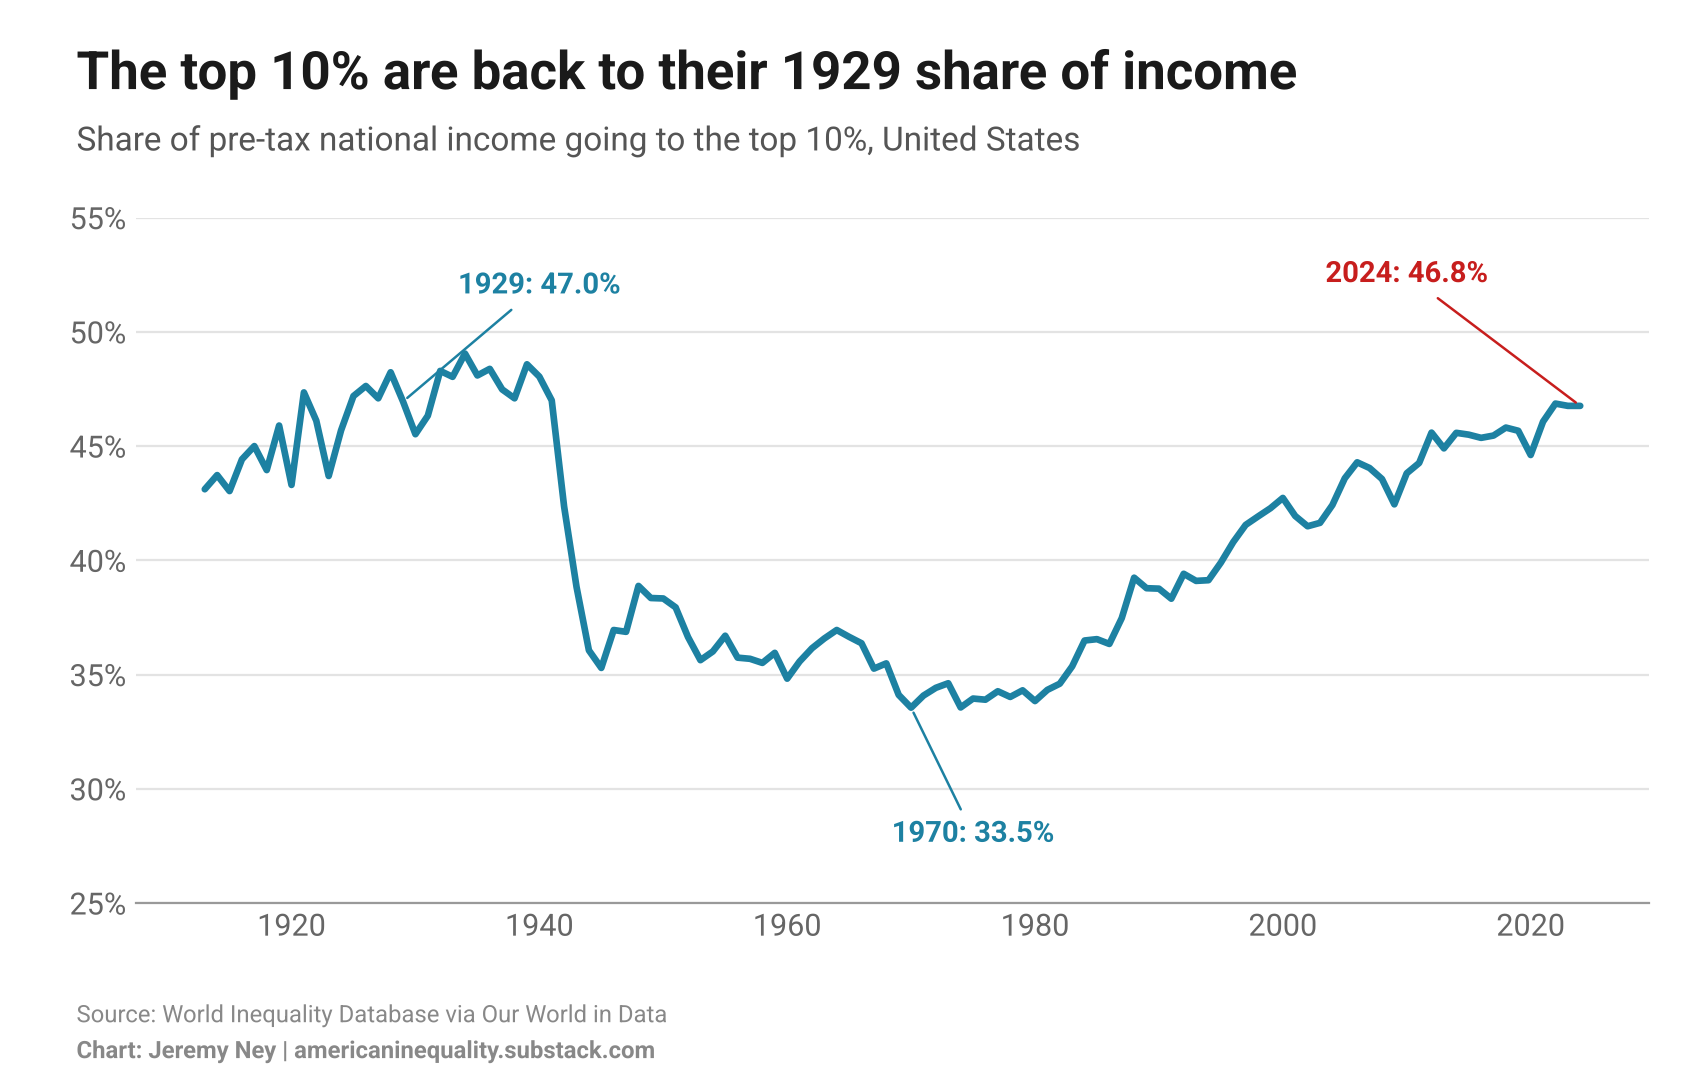 The top 10% are back to their 1929 share of income
Share of pre-tax national income going to the top 10%, United States
55%
1929: 47.0%
2024: 46.8%
50%
45%
40%
35%
30%
1970: 33.5%
25%
1920 1940 1960 1980 2000 2020
Source: World Inequality Database via Our World in Data
Chart: Jeremy Ney | americaninequality.substack.com